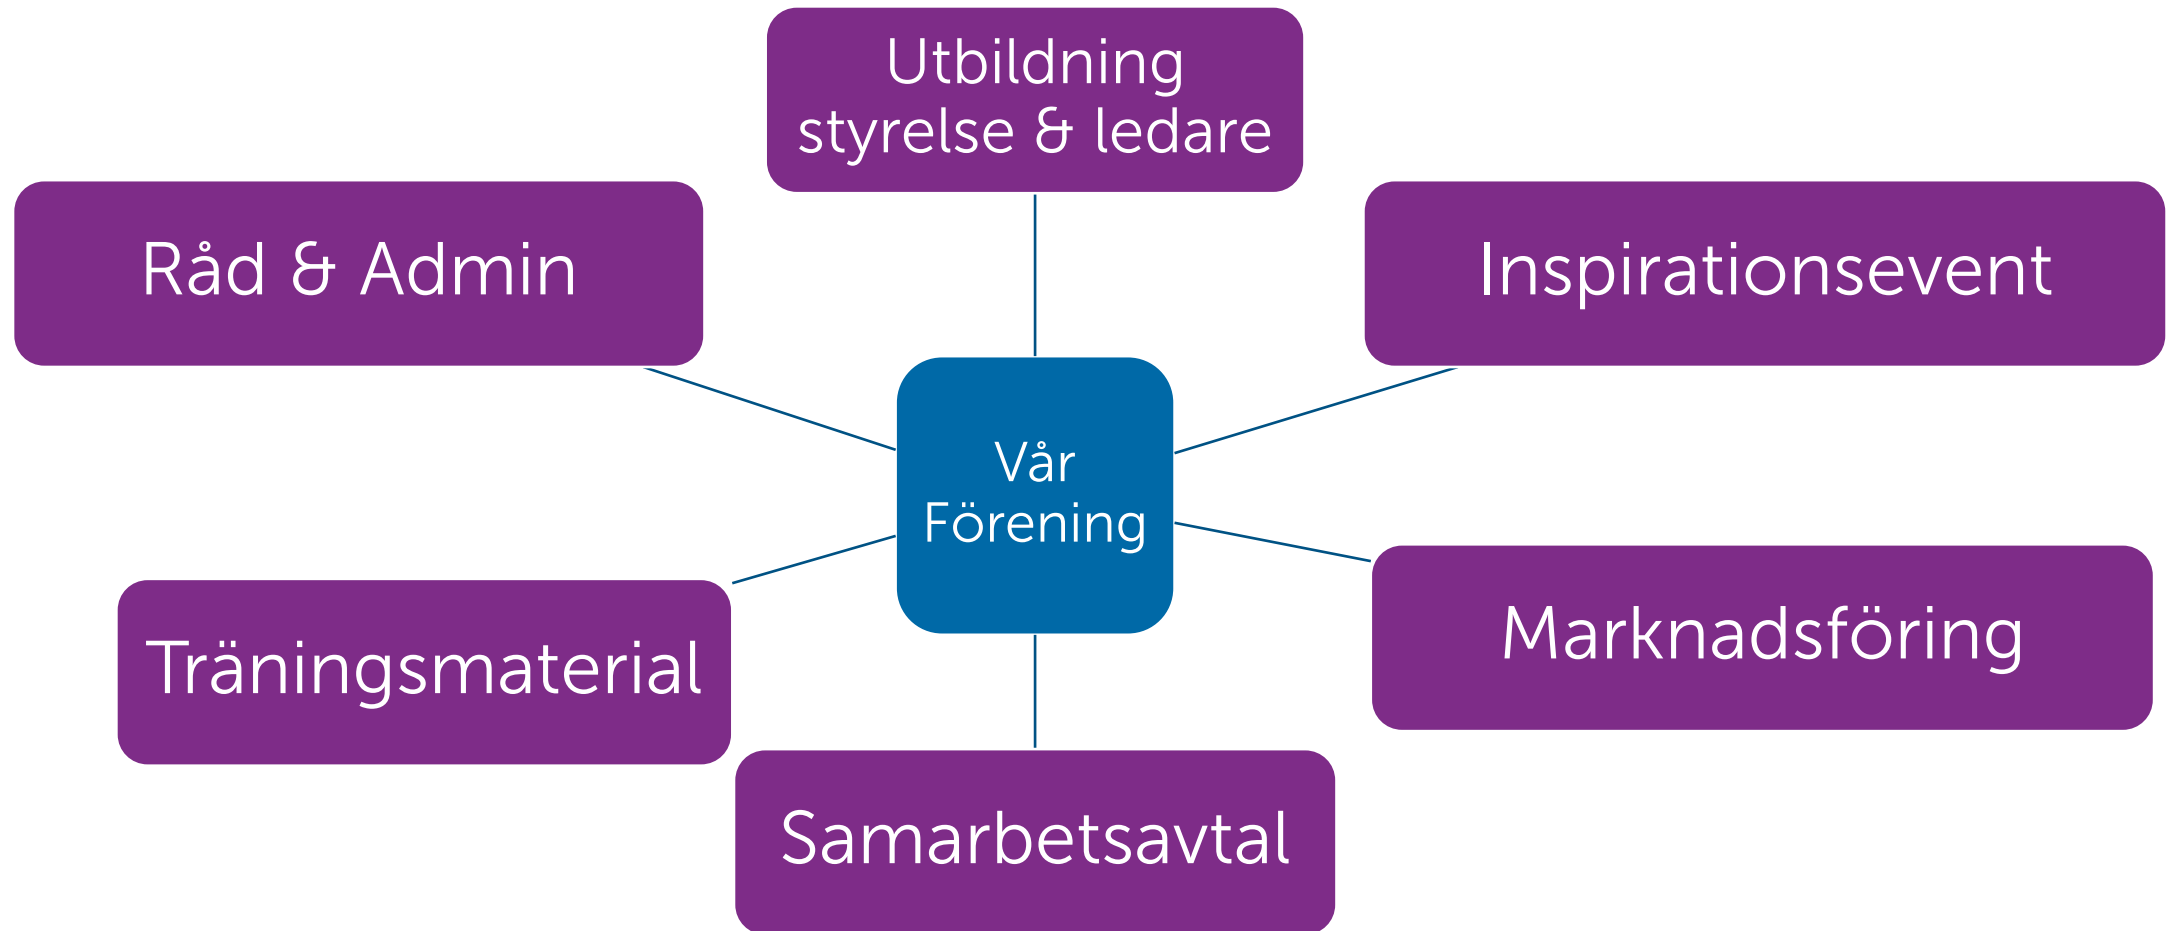 Utbildning
styrelse & ledare
Råd & Admin
Inspirationsevent
Vår
Förening
Marknadsföring
Träningsmaterial
Samarbetsavtal